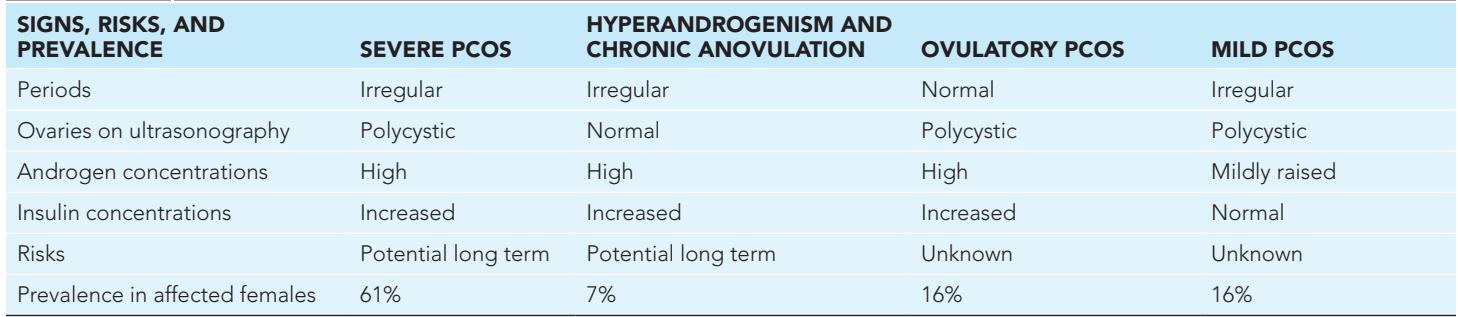 SIGNS, RISKS, AND PREVALENCE SEVERE PCOS HYPERANDROGENISM AND CHRONIC ANOVULATION OVULATORY PCOS MILD PCOS
Periods Irregular Irregular Normal Irregular
Ovaries on ultrasonography Polycystic Normal Polycystic Polycystic
Androgen concentrations High High High Mildly raised
Insulin concentrations Increased Increased Increased Normal
Risks Potential long term Potential long term Unknown Unknown
Prevalence in affected females 61% 7% 16% 16%